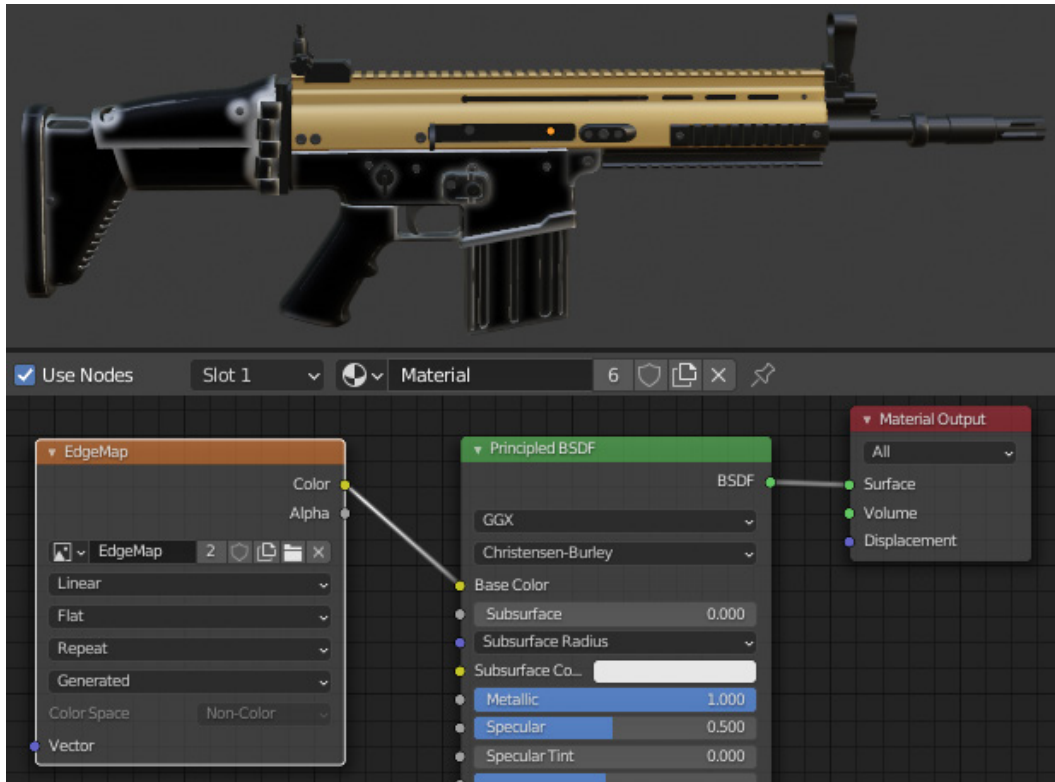 Use Nodes
Slot 1
Material
6
EdgeMap
Color
Alpha
EdgeMap
2
Linear
Flat
Repeat
Generated
Color Space
Non-Color
Vector
Principled BSDF
BSDF
GGX
Christensen-Burley
Base Color
Subsurface 0.000
Subsurface Radius
Subsurface Co...
Metallic 1.000
Specular 0.500
Specular Tint 0.000
Material Output
All
Surface
Volume
Displacement